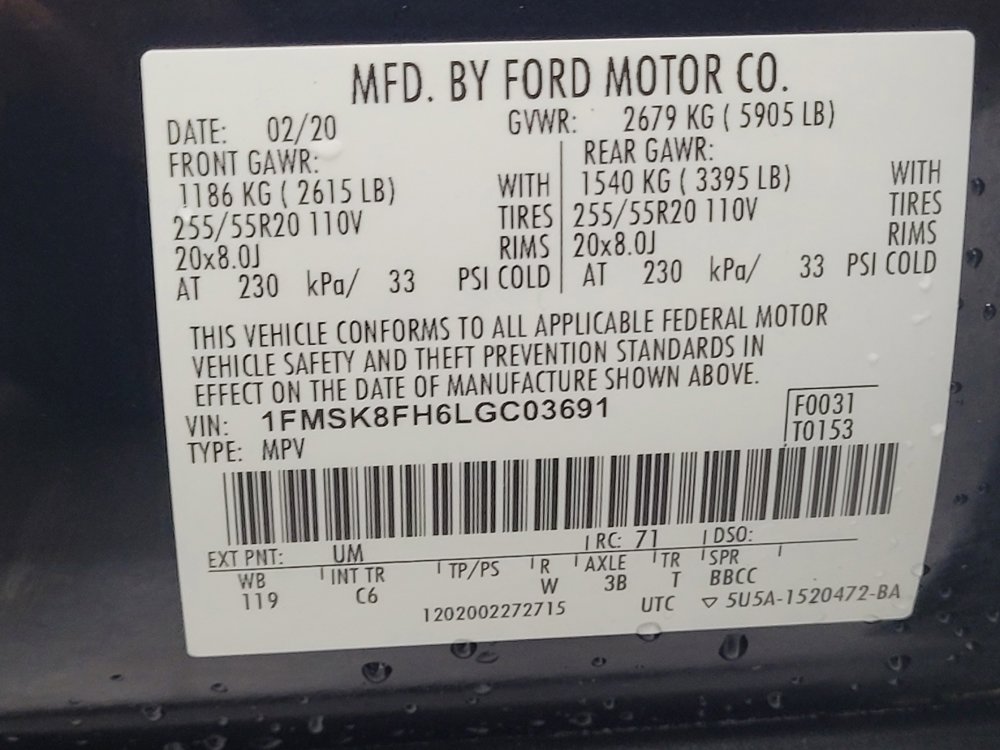 MFD. BY FORD MOTOR CO.
DATE: 02/20 GVWR: 2679 KG ( 5905 LB)
FRONT GAWR: REAR GAWR:
1186 KG ( 2615 LB) WITH 1540 KG ( 3395 LB) WITH
255/55R20 110V TIRES 255/55R20 110V TIRES
20x8.0J RIMS 20x8.0J RIMS
AT 230 kPa/ 33 PSI COLD AT 230 kPa/ 33 PSI COLD
THIS VEHICLE CONFORMS TO ALL APPLICABLE FEDERAL MOTOR
VEHICLE SAFETY AND THEFT PREVENTION STANDARDS IN
EFFECT ON THE DATE OF MANUFACTURE SHOWN ABOVE.
VIN: 1FMSK8FH6LGC03691 F0031
TYPE: MPV T0153
EXT PNT: UM RC: 71 DSO:
WB INT TR TP/PS R AXLE TR SPR
119 C6 W 3B T BBCC
1202002272715 UTC ▽ 5U5A-1520472-BA